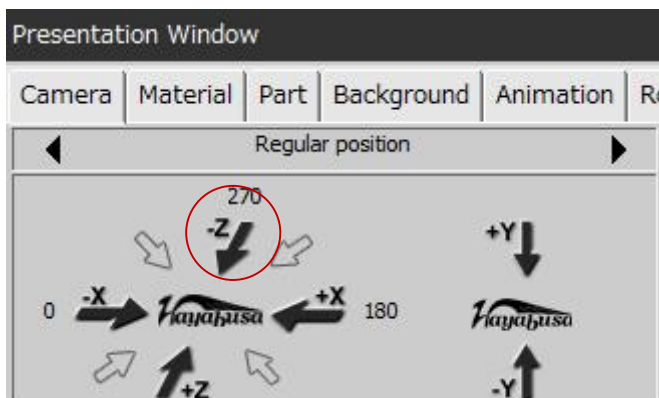 Presentation Window
Camera Material Part Background Animation R
Regular position
270
-Z +Y
0 -X Hayabusa +X 180 Hayabusa
+Z -Y